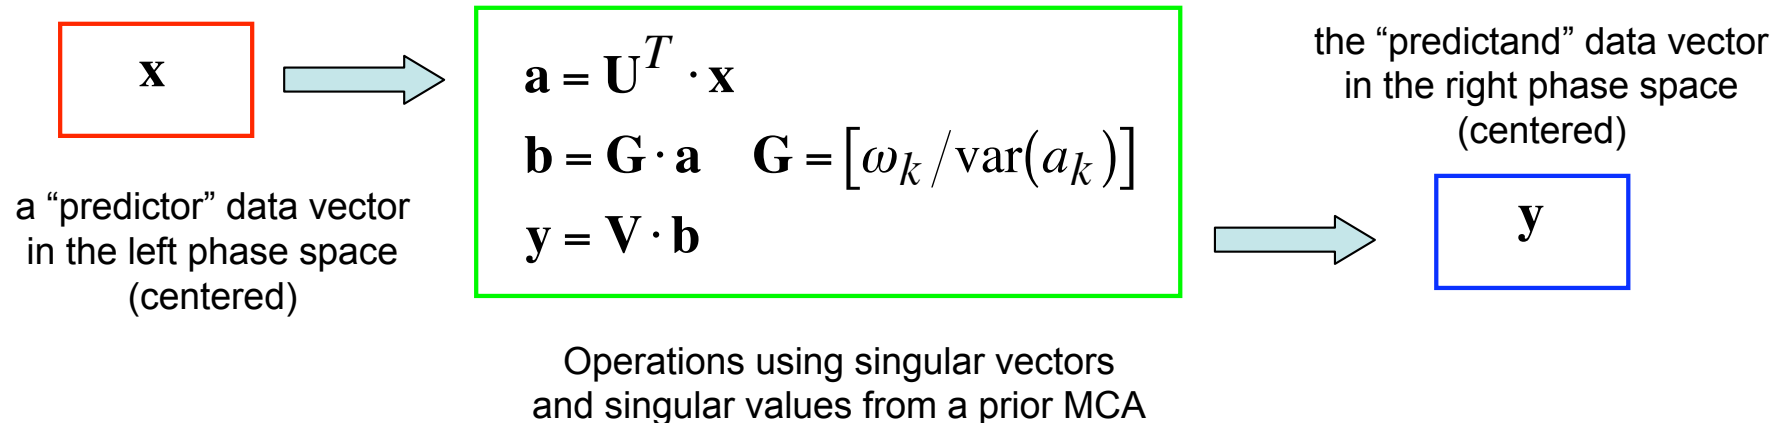 x
a “predictor” data vector
in the left phase space
(centered)
a = U^T · x
b = G · a G = [ω_k/var(a_k)]
y = V · b
Operations using singular vectors
and singular values from a prior MCA
the “predictand” data vector
in the right phase space
(centered)
y